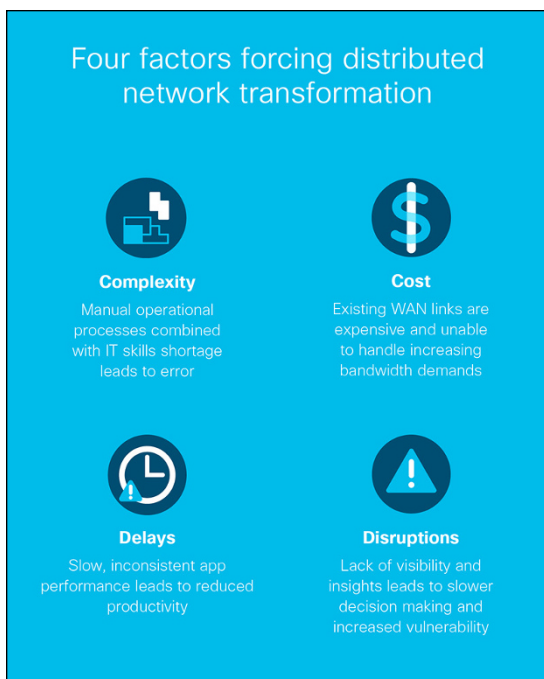 Four factors forcing distributed
network transformation
Complexity
Manual operational
processes combined
with IT skills shortage
leads to error
Cost
Existing WAN links are
expensive and unable
to handle increasing
bandwidth demands
Delays
Slow, inconsistent app
performance leads to reduced
productivity
Disruptions
Lack of visibility and
insights leads to slower
decision making and
increased vulnerability